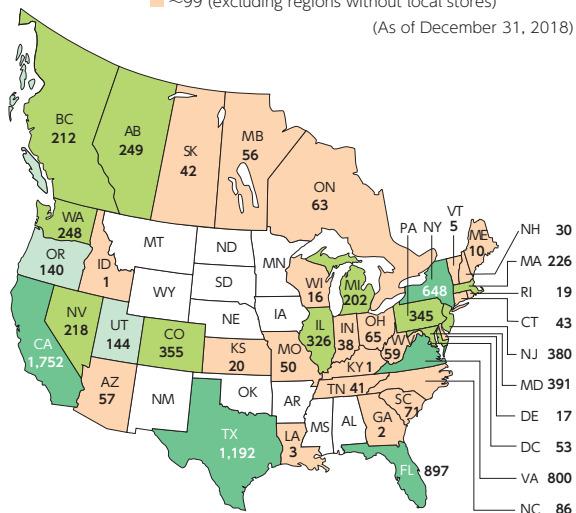 ~99 (excluding regions without local stores)
(As of December 31, 2018)
BC
212
AB
249
SK
42
MB
56
ON
63
WA
248
OR
140
ID
1
MT
ND
MN
SD
WY
NE
IA
WI
16
MI
202
PA
345
NY
648
VT
5
ME
10
NH 30
MA 226
RI 19
CT 43
NJ 380
MD 391
DE 17
DC 53
VA 800
NC 86
CA
1,752
NV
218
UT
144
CO
355
KS
20
MO
50
IL
326
IN
38
OH
65
WV
59
KY 1
TN 41
AZ
57
NM
OK
AR
MS
AL
GA
2
SC
71
TX
1,192
LA
3
FL 897